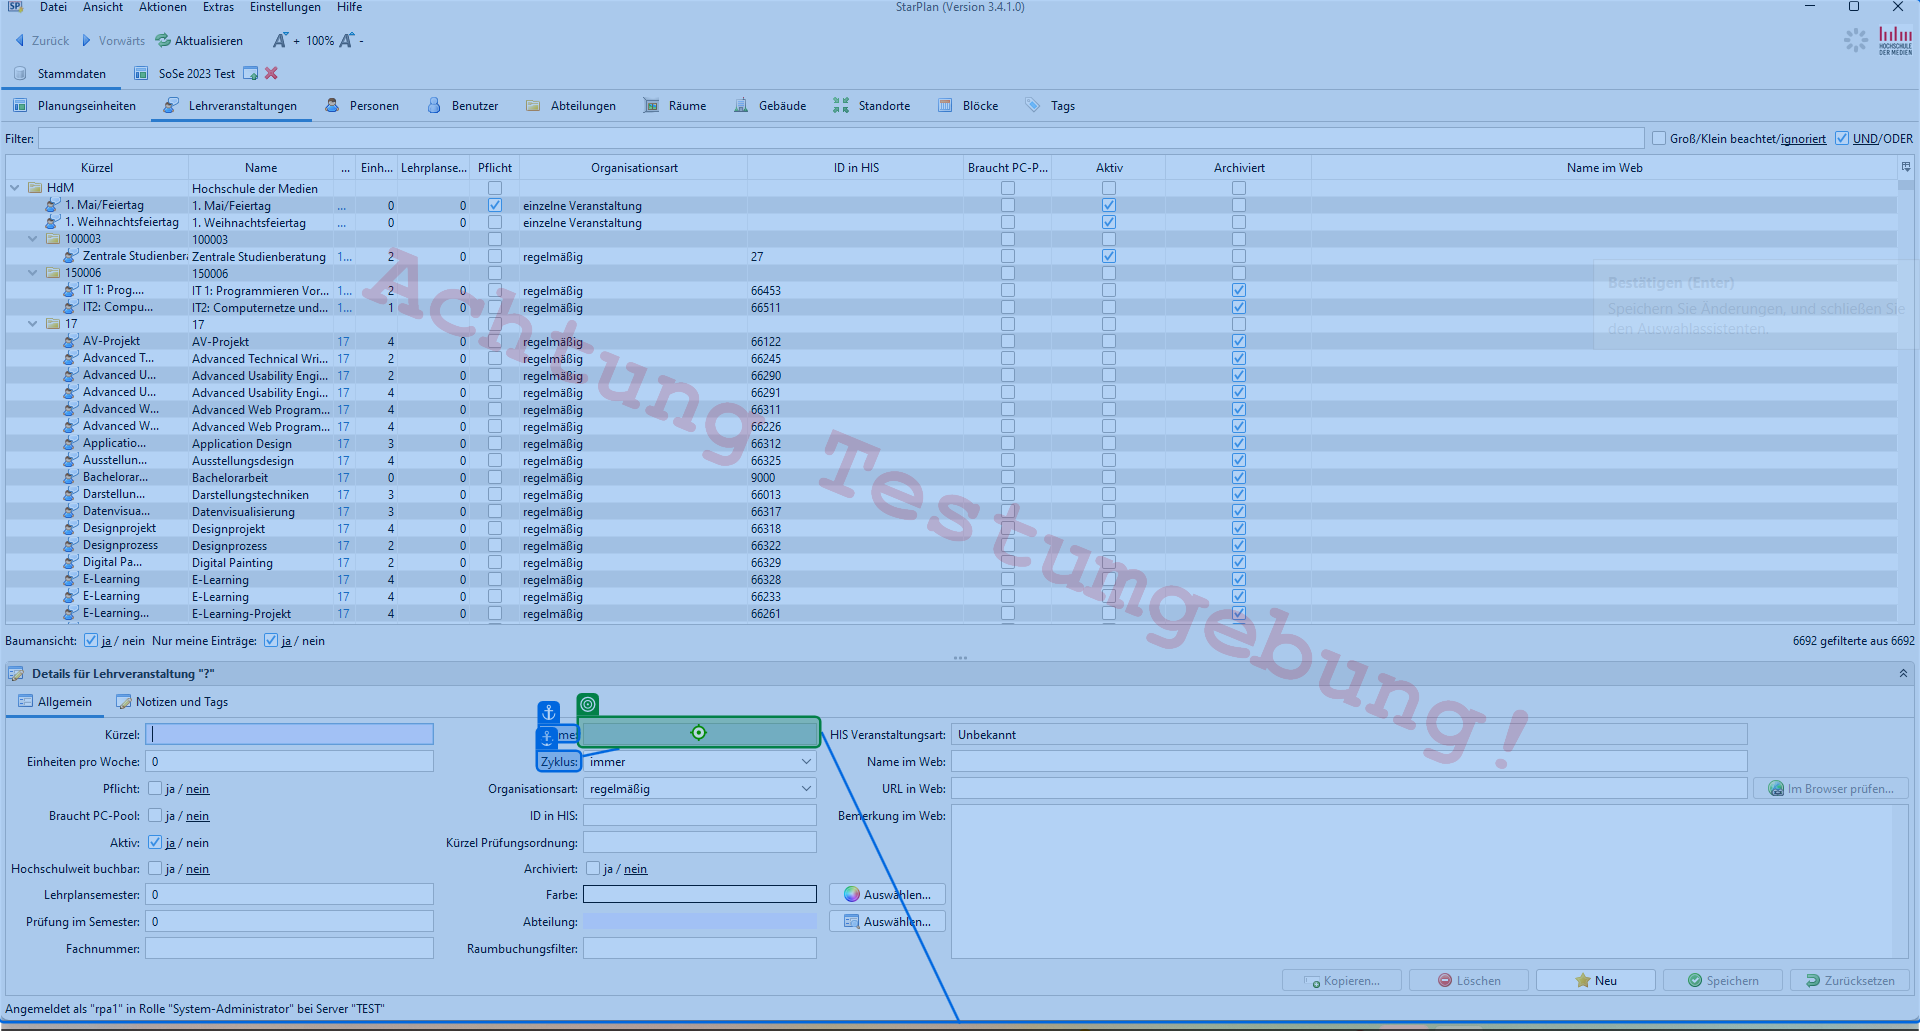 Datei Ansicht Aktionen Extras Einstellungen Hilfe StarPlan (Version 3.4.1.0)
Zurück Vorwärts Aktualisieren A + 100% A - HOCHSCHULE DER MEDIEN
Stammdaten SoSe 2023 Test
Planungseinheiten Lehrveranstaltungen Personen Benutzer Abteilungen Räume Gebäude Standorte Blöcke Tags
Filter: Groß/Klein beachtet/ignoriert UND/ODER
Kürzel Name ... Einh... Lehrplanse... Pflicht Organisationsart ID in HIS Braucht PC-P... Aktiv Archiviert Name im Web
HdM Hochschule der Medien
1. Mai/Feiertag 1. Mai/Feiertag ... 0 0 einzelne Veranstaltung
1. Weihnachtsfeiertag 1. Weihnachtsfeiertag ... 0 einzelne Veranstaltung
100003 100003
Zentrale Studienber Zentrale Studienberatung 1... 2 0 regelmäßig 27
150006 150006
IT 1: Prog.... IT 1: Programmieren Vor... 1... 2 0 regelmäßig 66453
IT2: Compu... IT2: Computernetze und... 1... 1 0 regelmäßig 66511
17 17
AV-Projekt AV-Projekt 17 4 0 regelmäßig 66122
Advanced T... Advanced Technical Wri... 17 2 0 regelmäßig 66245
Advanced U... Advanced Usability Engi... 17 2 0 regelmäßig 66290
Advanced U... Advanced Usability Engi... 17 4 0 regelmäßig 66291
Advanced W... Advanced Web Program... 17 4 0 regelmäßig 66311
Advanced W... Advanced Web Program... 17 4 0 regelmäßig 66226
Applicatio... Application Design 17 3 0 regelmäßig 66312
Ausstellun... Ausstellungsdesign 17 4 0 regelmäßig 66325
Bachelorar... Bachelorarbeit 17 0 0 regelmäßig 9000
Darstellun... Darstellungstechniken 17 3 0 regelmäßig 66013
Datenvisua... Datenvisualisierung 17 3 0 regelmäßig 66317
Designprojekt Designprojekt 17 4 0 regelmäßig 66318
Designprozess Designprozess 17 2 0 regelmäßig 66322
Digital Pa... Digital Painting 17 2 0 regelmäßig 66329
E-Learning E-Learning 17 4 0 regelmäßig 66328
E-Learning E-Learning 17 4 0 regelmäßig 66233
E-Learning... E-Learning-Projekt 17 4 0 regelmäßig 66261
Bestätigen (Enter)
Speichern Sie Änderungen, und schließen Sie
den Auswahlassistenten.
Achtung Testumgebung!
Baumansicht: ja / nein Nur meine Einträge: ja / nein 6692 gefilterte aus 6692
Details für Lehrveranstaltung "?"
Allgemein Notizen und Tags
Kürzel: me HIS Veranstaltungsart: Unbekannt
Einheiten pro Woche: 0 Zyklus: immer Name im Web:
Pflicht: ja / nein Organisationsart: regelmäßig URL in Web: Im Browser prüfen...
Braucht PC-Pool: ja / nein ID in HIS: Bemerkung im Web:
Aktiv: ja / nein Kürzel Prüfungsordnung:
Hochschulweit buchbar: ja / nein Archiviert: ja / nein
Lehrplansemester: 0 Farbe: Auswählen...
Prüfung im Semester: 0 Abteilung: Auswählen...
Fachnummer: Raumbuchungsfilter:
Kopieren... Löschen Neu Speichern Zurücksetzen
Angemeldet als "rpa1" in Rolle "System-Administrator" bei Server "TEST"